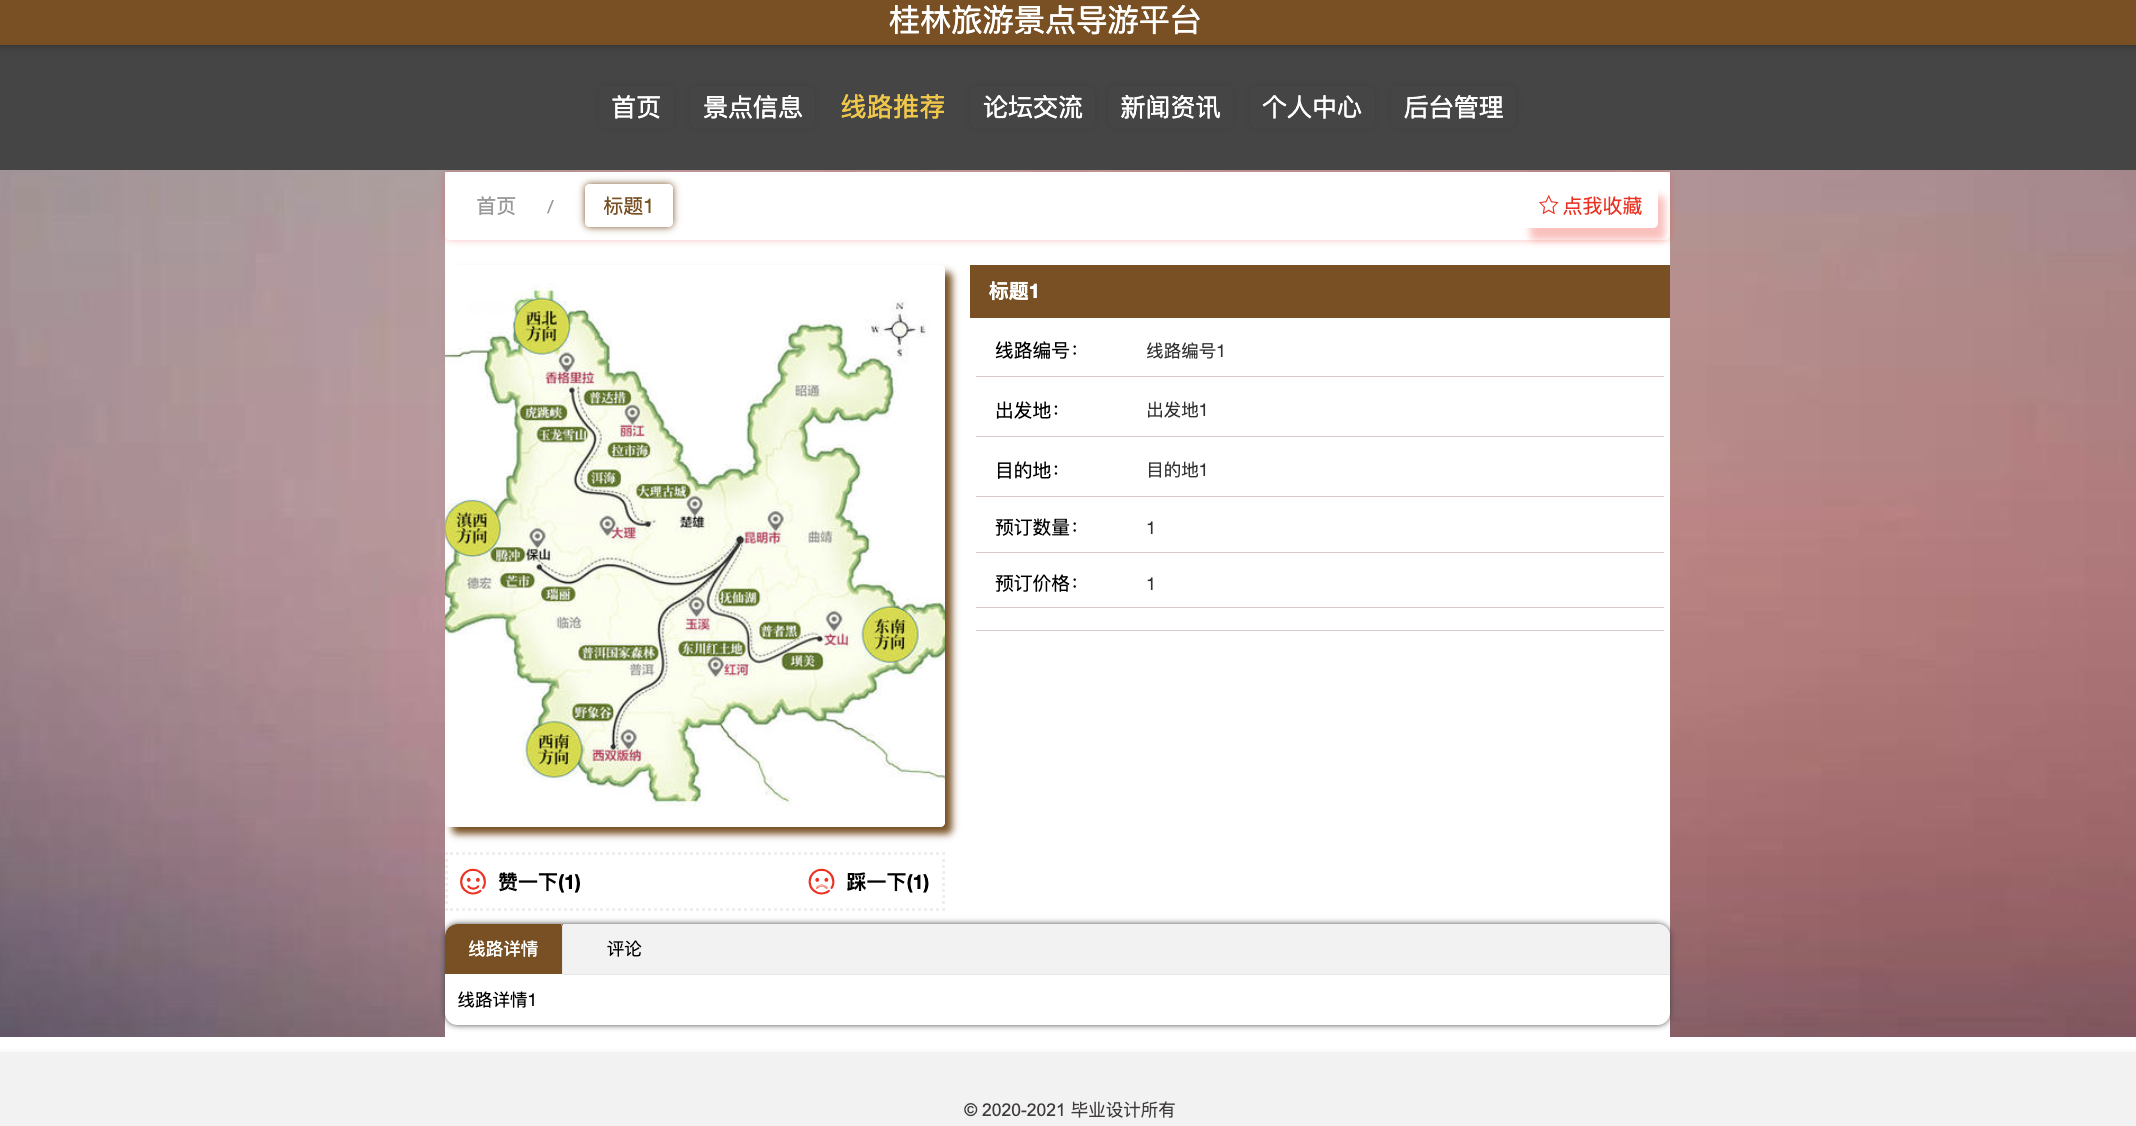 桂林旅游景点导游平台
首页 景点信息 线路推荐 论坛交流 新闻资讯 个人中心 后台管理
首页 / 标题1 点我收藏
西北方向
N
W E
S
香格里拉
昭通
普达措
虎跳峡
丽江
玉龙雪山
拉市海
洱海
大理古城
滇西方向
楚雄
大理
昆明市
曲靖
腾冲
保山
德宏
芒市
瑞丽
抚仙湖
临沧
玉溪
普者黑
文山
东南方向
普洱国家森林
东川红土地
坝美
普洱
红河
野象谷
西南方向
西双版纳
标题1
线路编号： 线路编号1
出发地： 出发地1
目的地： 目的地1
预订数量： 1
预订价格： 1
赞一下(1) 踩一下(1)
线路详情 评论
线路详情1
© 2020-2021 毕业设计所有